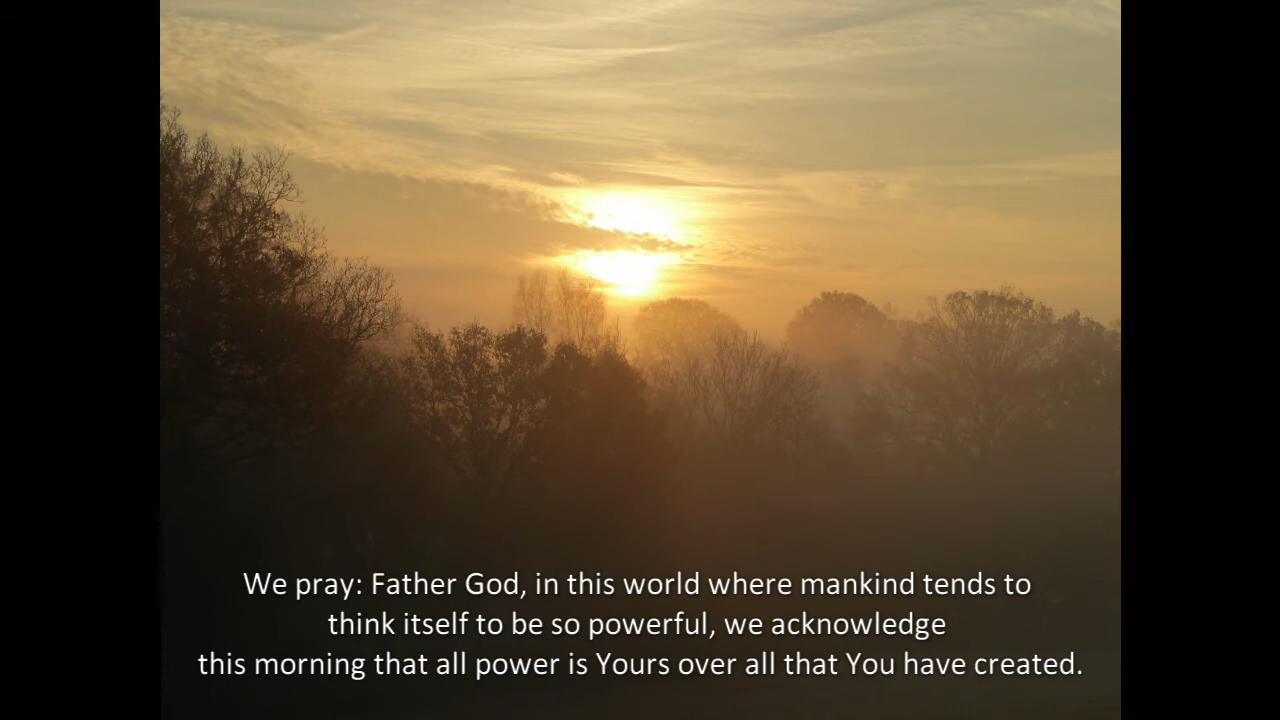 We pray: Father God, in this world where mankind tends to
think itself to be so powerful, we acknowledge
this morning that all power is Yours over all that You have created.